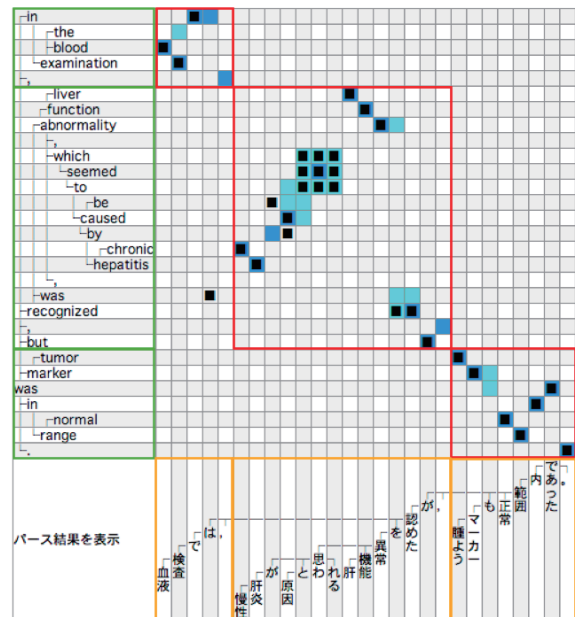 in
the
blood
examination
,
liver
function
abnormality
,
which
seemed
to
be
caused
by
chronic
hepatitis
,
was
recognized
,
but
tumor
marker
was
in
normal
range
.
パース結果を表示
血液
検査
で
は
,
慢性
肝炎
が
原因
と
思わ
れる
肝
機能
異常
を
認めた
が
,
腫よう
マーカー
も
正常
範囲
内
であった
。